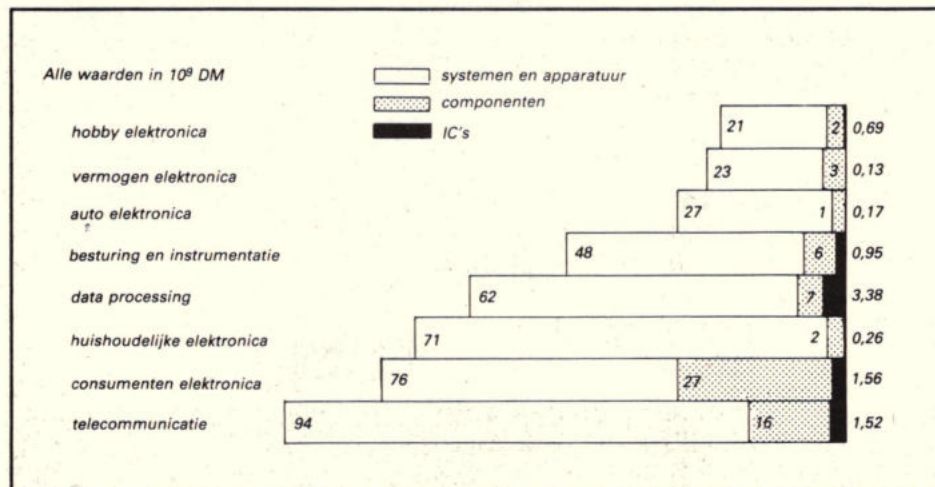 Alle waarden in 10⁹ DM
systemen en apparatuur
componenten
IC's
hobby elektronica 21 2 0,69
vermogen elektronica 23 3 0,13
auto elektronica 27 1 0,17
besturing en instrumentatie 48 6 0,95
data processing 62 7 3,38
huishoudelijke elektronica 71 2 0,26
consumenten elektronica 76 27 1,56
telecommunicatie 94 16 1,52